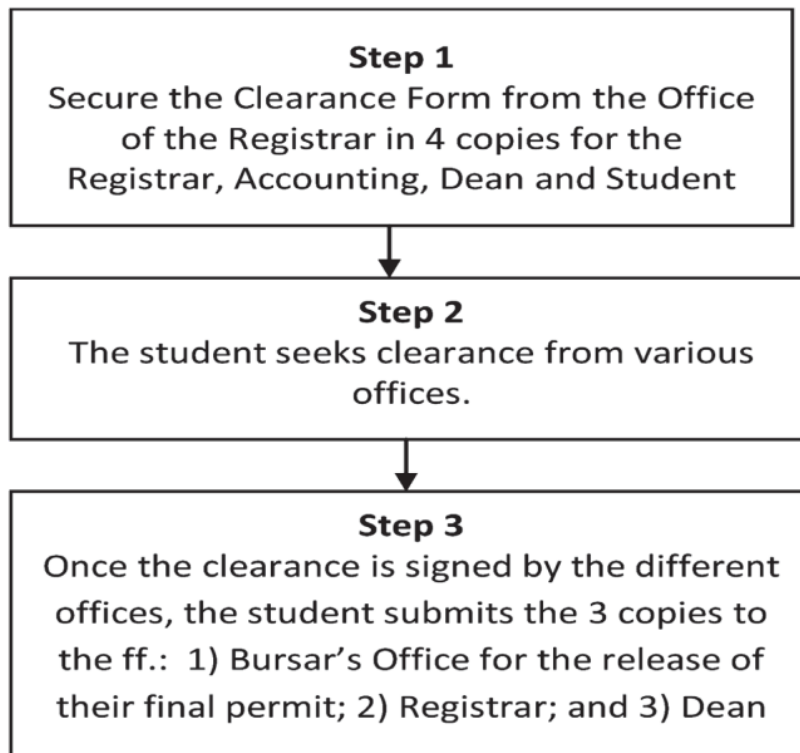 Step 1
Secure the Clearance Form from the Office
of the Registrar in 4 copies for the
Registrar, Accounting, Dean and Student
Step 2
The student seeks clearance from various
offices.
Step 3
Once the clearance is signed by the different
offices, the student submits the 3 copies to
the ff.: 1) Bursar’s Office for the release of
their final permit; 2) Registrar; and 3) Dean